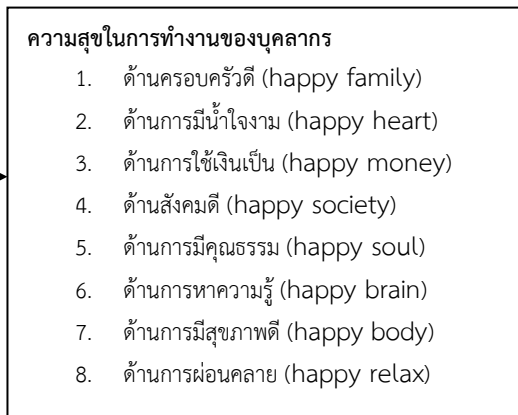 ความสุขในการทำงานของบุคลากร
1. ด้านครอบครัวดี (happy family)
2. ด้านการมีน้ำใจงาม (happy heart)
3. ด้านการใช้เงินเป็น (happy money)
4. ด้านสังคมดี (happy society)
5. ด้านการมีคุณธรรม (happy soul)
6. ด้านการหาความรู้ (happy brain)
7. ด้านการมีสุขภาพดี (happy body)
8. ด้านการผ่อนคลาย (happy relax)